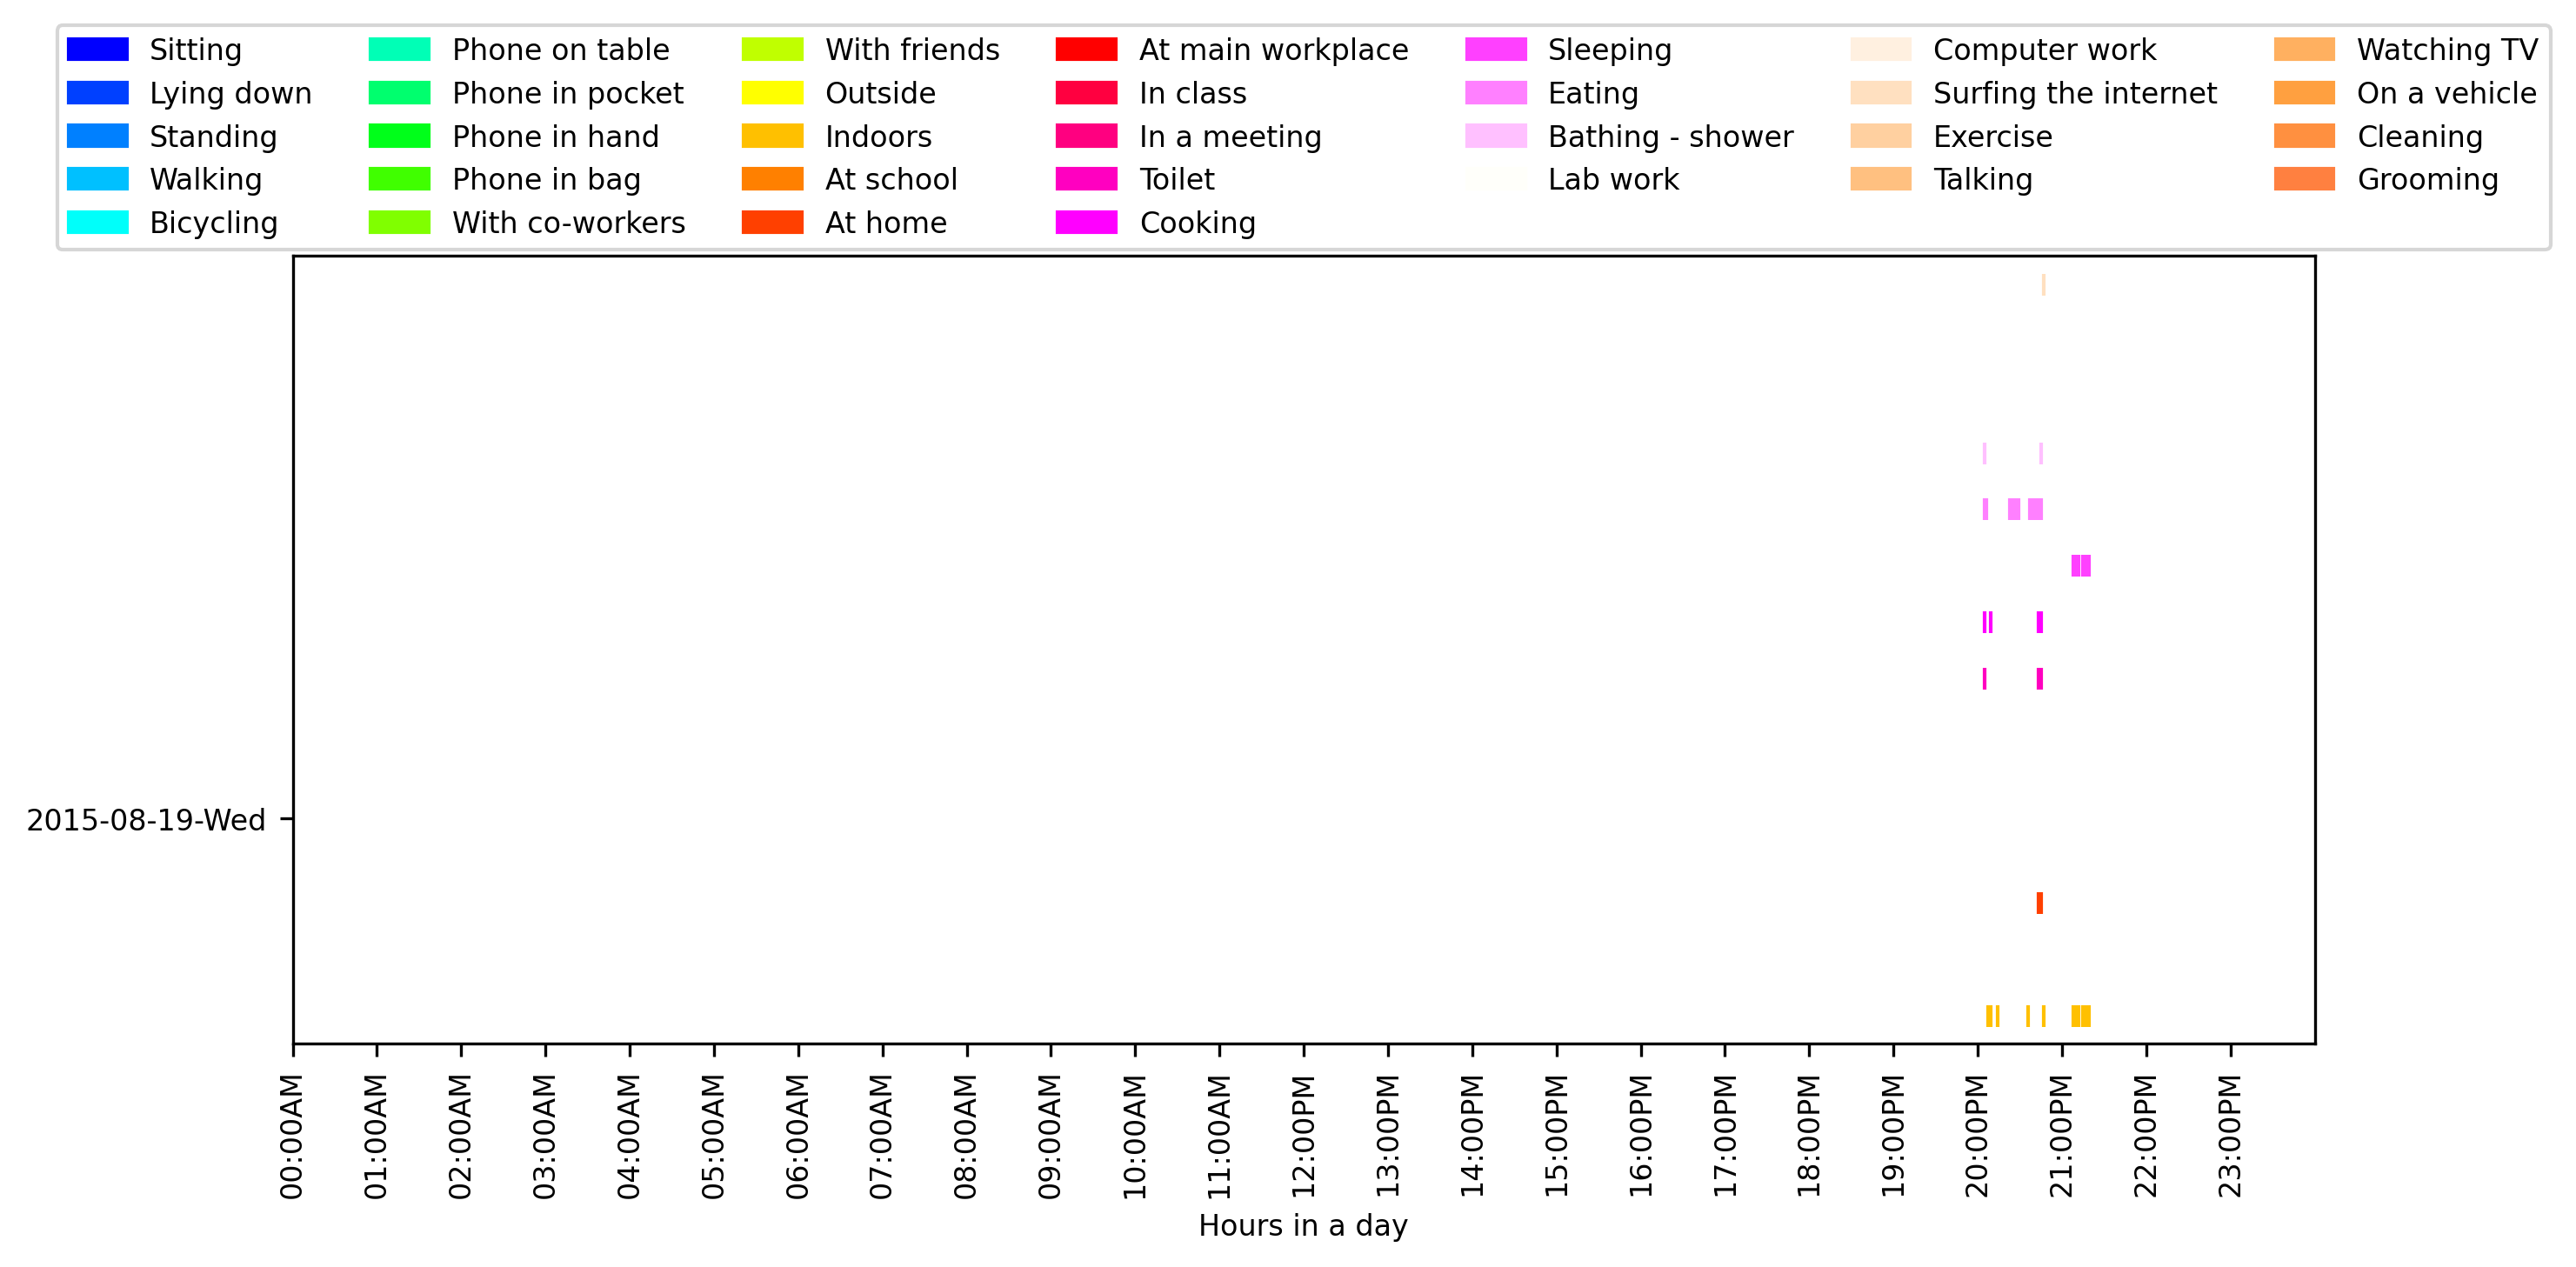 Sitting
Lying down
Standing
Walking
Bicycling
Phone on table
Phone in pocket
Phone in hand
Phone in bag
With co-workers
With friends
Outside
Indoors
At school
At home
At main workplace
In class
In a meeting
Toilet
Cooking
Sleeping
Eating
Bathing - shower
Lab work
Computer work
Surfing the internet
Exercise
Talking
Watching TV
On a vehicle
Cleaning
Grooming
2015-08-19-Wed
00:00AM
01:00AM
02:00AM
03:00AM
04:00AM
05:00AM
06:00AM
07:00AM
08:00AM
09:00AM
10:00AM
11:00AM
12:00PM
13:00PM
14:00PM
15:00PM
16:00PM
17:00PM
18:00PM
19:00PM
20:00PM
21:00PM
22:00PM
23:00PM
Hours in a day